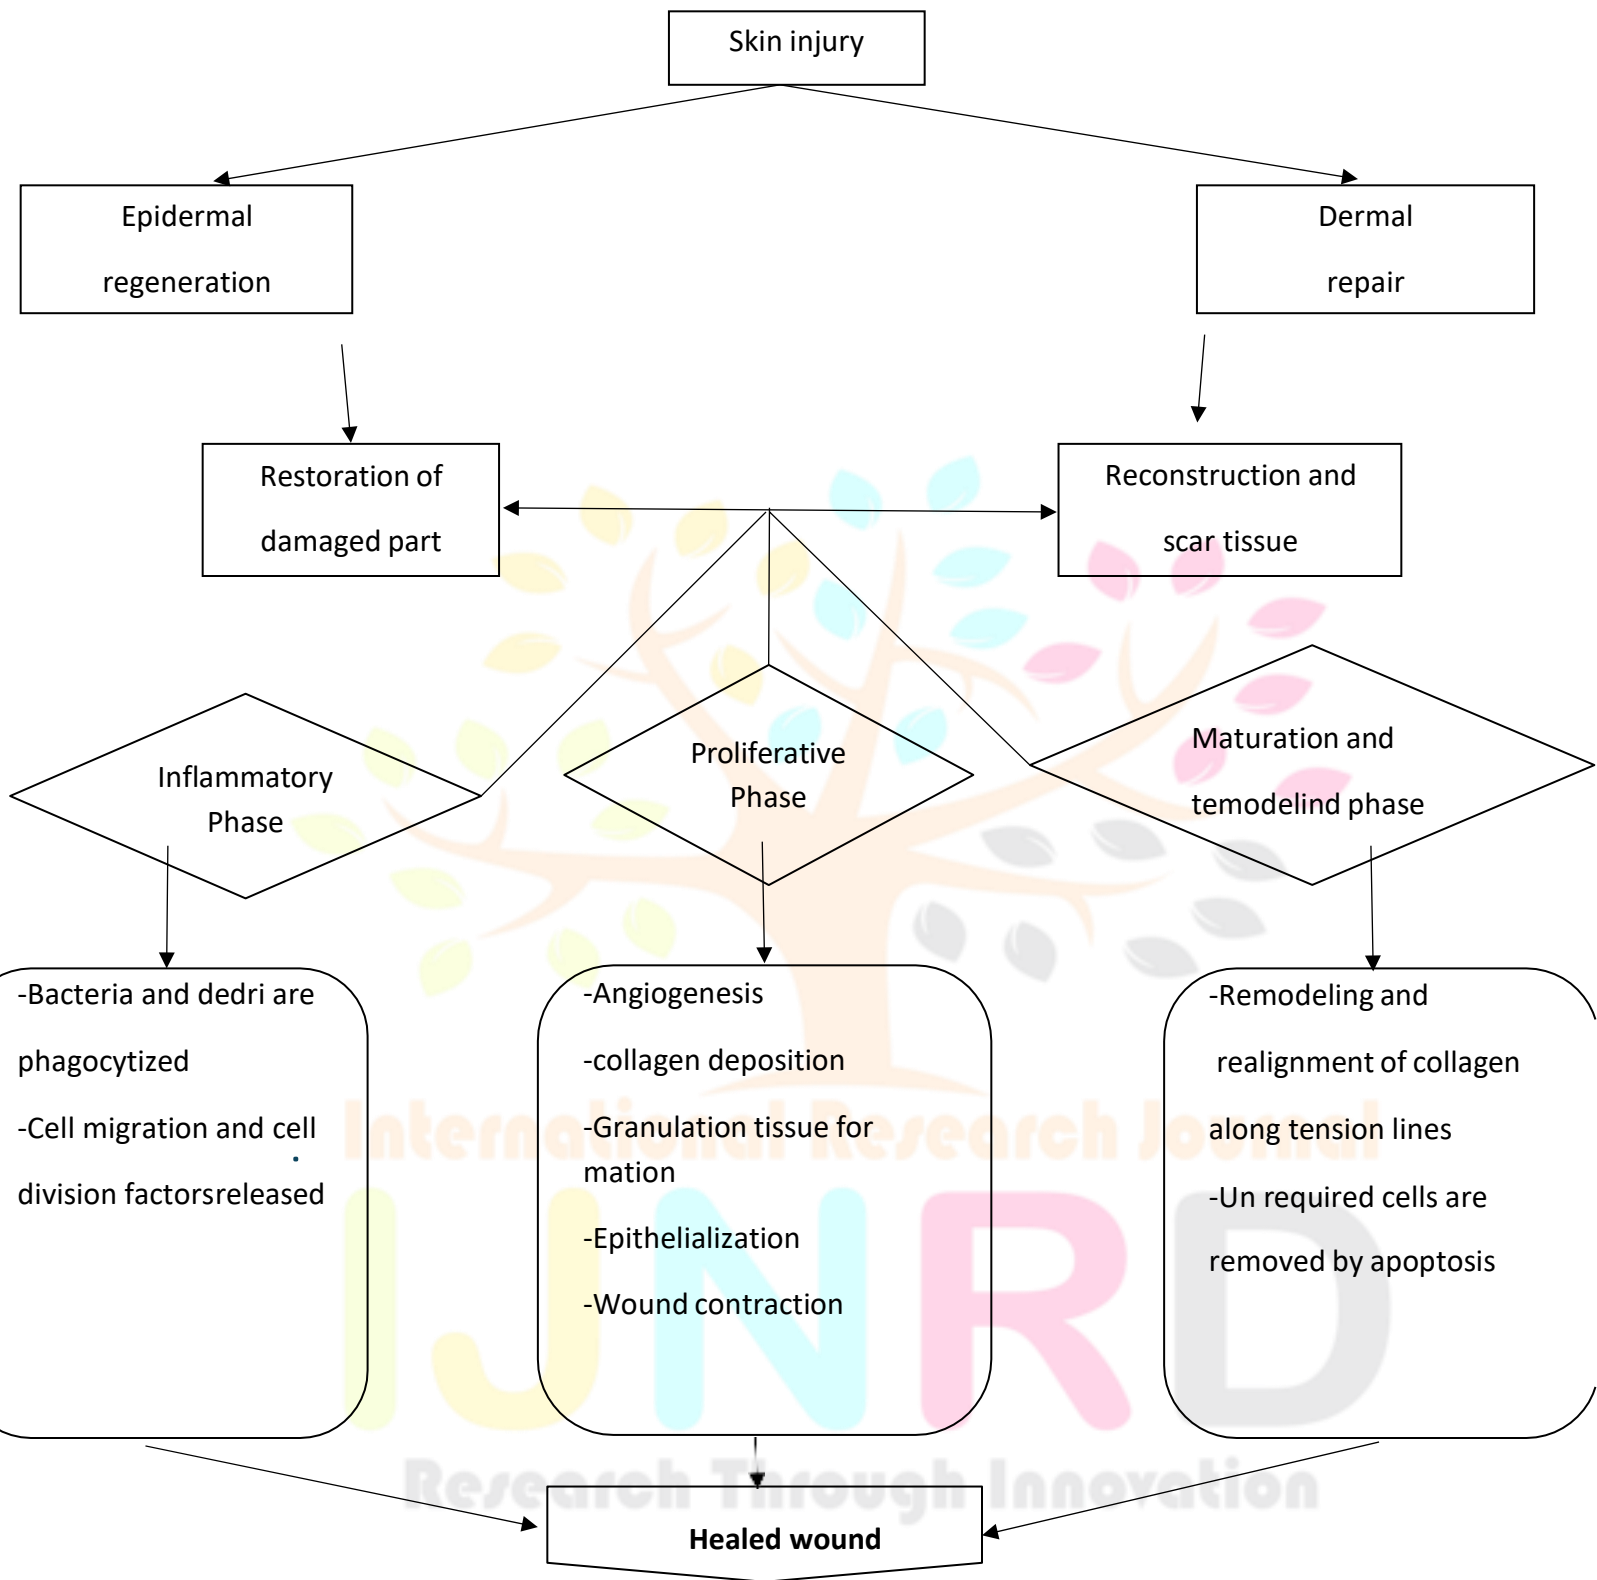 Skin injury
Epidermal
regeneration
Dermal
repair
Restoration of
damaged part
Reconstruction and
scar tissue
Inflammatory
Phase
Proliferative
Phase
Maturation and
temodelind phase
-Bacteria and dedri are
phagocytized
-Cell migration and cell
division factorsreleased
-Angiogenesis
-collagen deposition
-Granulation tissue for
mation
-Epithelialization
-Wound contraction
-Remodeling and
realignment of collagen
along tension lines
-Un required cells are
removed by apoptosis
International Research Journal
IJNRD
Research Through Innovation
Healed wound